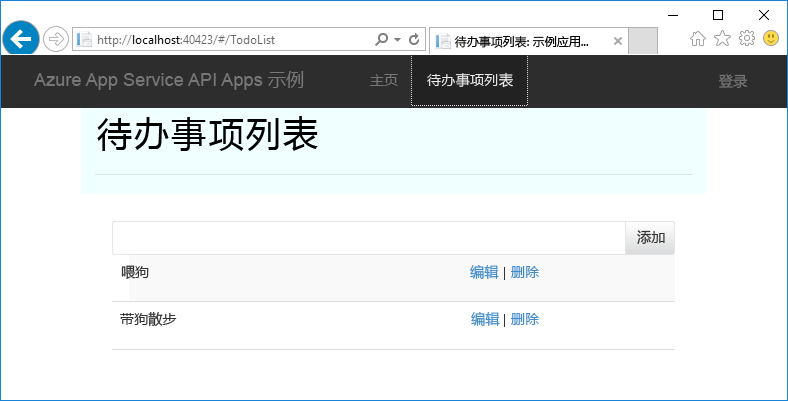 http://localhost:40423/#/TodoList
待办事项列表: 示例应用...
Azure App Service API Apps 示例
主页
待办事项列表
登录
待办事项列表
添加
喂狗
编辑 | 删除
带狗散步
编辑 | 删除